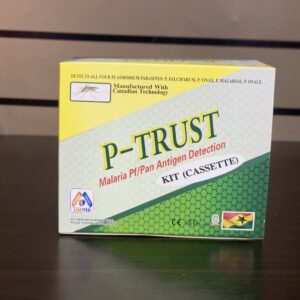 DETECTS ALL FOUR PLASMODIUM PARASITES: P. FALCIPARUM, P. VIVAX, P. MALARIAE, P. OVALE.
Manufactured With
Canadian Technology
P-TRUST
Malaria Pf/Pan Antigen Detection
KIT (CASSETTE)
CE ISO